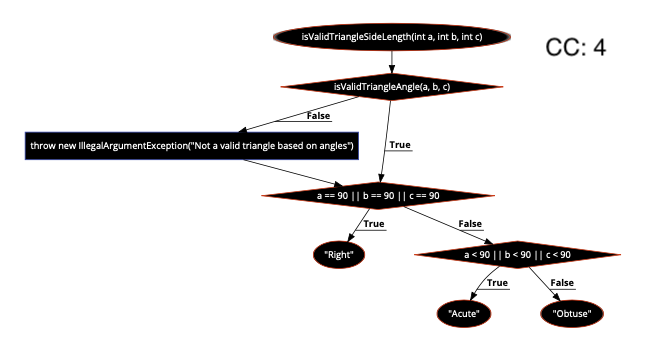 isValidTriangleSideLength(int a, int b, int c)
CC: 4
isValidTriangleAngle(a, b, c)
False
throw new IllegalArgumentException("Not a valid triangle based on angles")
True
a == 90 || b == 90 || c == 90
True
False
"Right"
a < 90 || b < 90 || c < 90
True
False
"Acute"
"Obtuse"